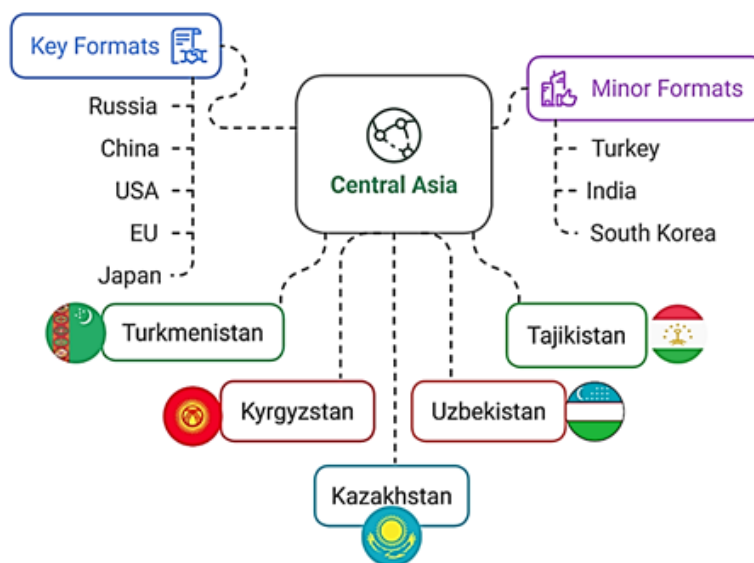 Key Formats
Russia
China
USA
EU
Japan
Central Asia
Minor Formats
Turkey
India
South Korea
Turkmenistan
Tajikistan
Kyrgyzstan
Uzbekistan
Kazakhstan